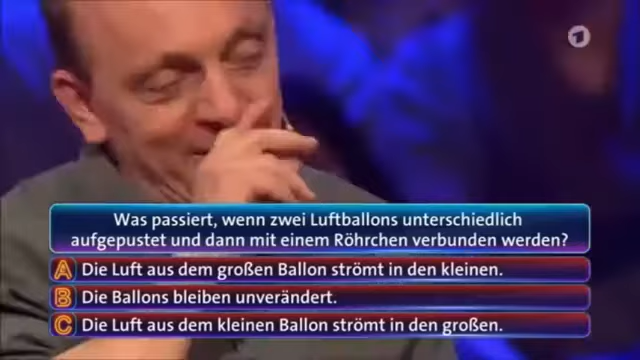 1
Was passiert, wenn zwei Luftballons unterschiedlich
aufgepustet und dann mit einem Röhrchen verbunden werden?
A Die Luft aus dem großen Ballon strömt in den kleinen.
B Die Ballons bleiben unverändert.
C Die Luft aus dem kleinen Ballon strömt in den großen.